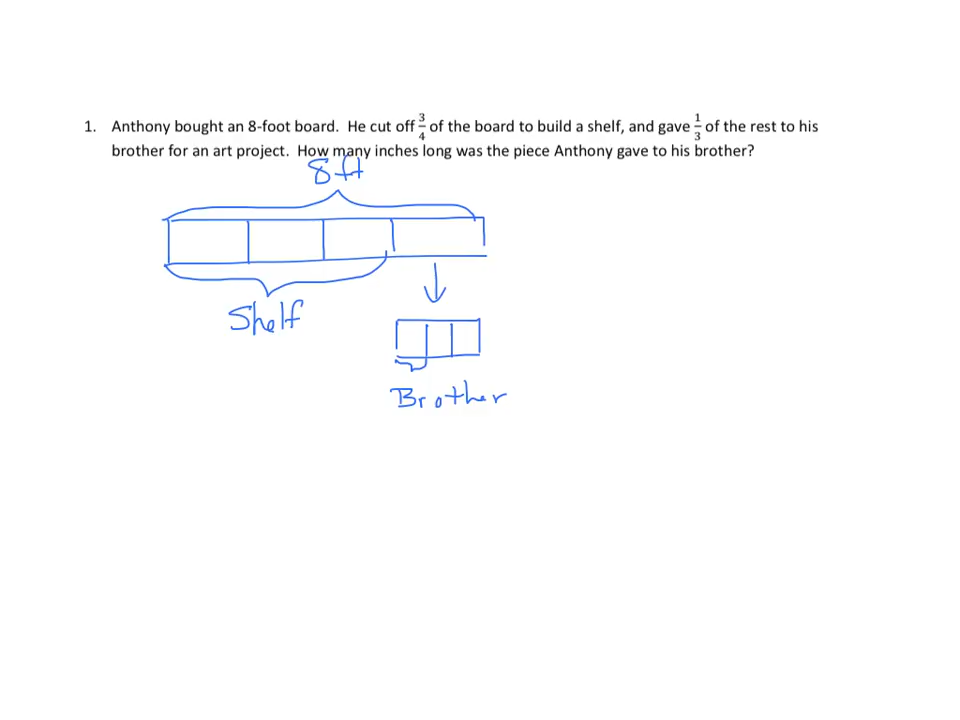 1. Anthony bought an 8-foot board. He cut off 3/4 of the board to build a shelf, and gave 1/3 of the rest to his
brother for an art project. How many inches long was the piece Anthony gave to his brother?
8 ft
Shelf
Brother